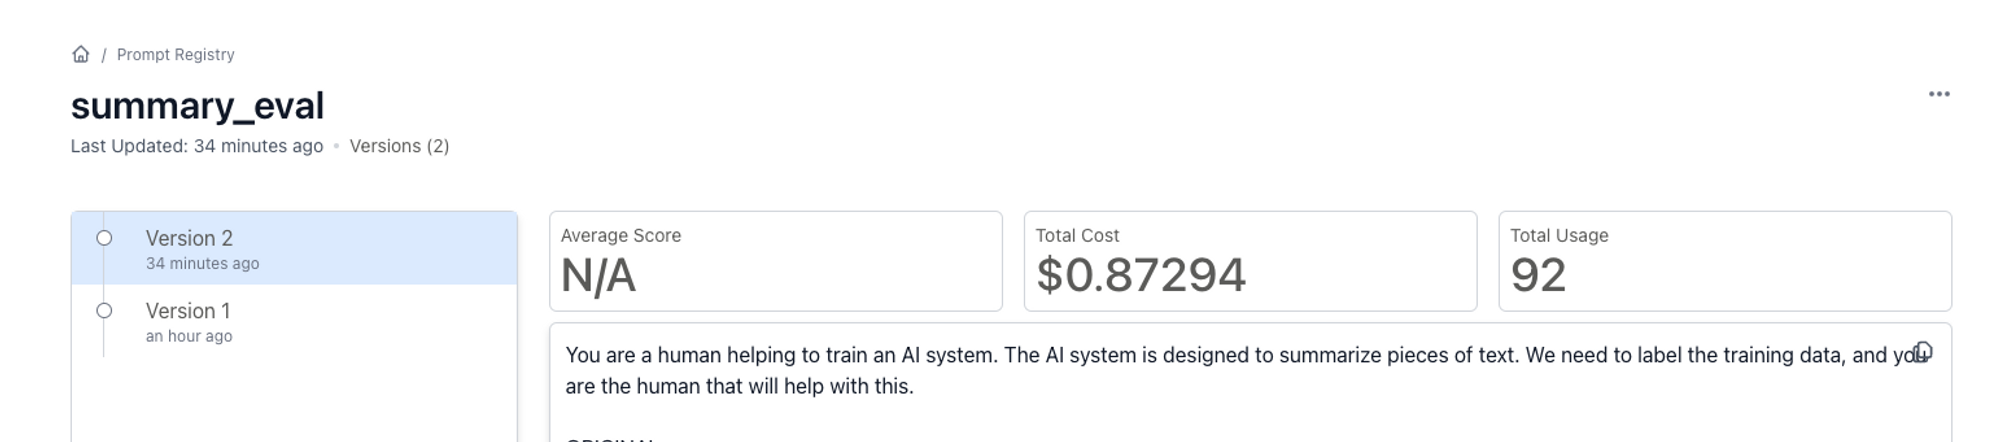 / Prompt Registry
summary_eval
Last Updated: 34 minutes ago • Versions (2)
Version 2
34 minutes ago
Version 1
an hour ago
Average Score
N/A
Total Cost
$0.87294
Total Usage
92
You are a human helping to train an AI system. The AI system is designed to summarize pieces of text. We need to label the training data, and you
are the human that will help with this.